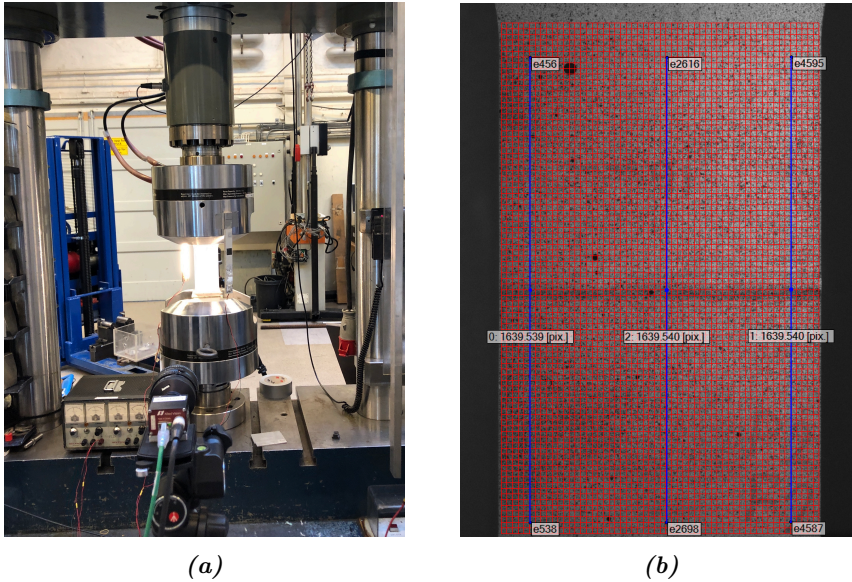 e456
e2616
e4595
0: 1639.539 [pix.]
2: 1639.540 [pix.]
1: 1639.540 [pix.]
e538
e2698
e4587
(a)
(b)